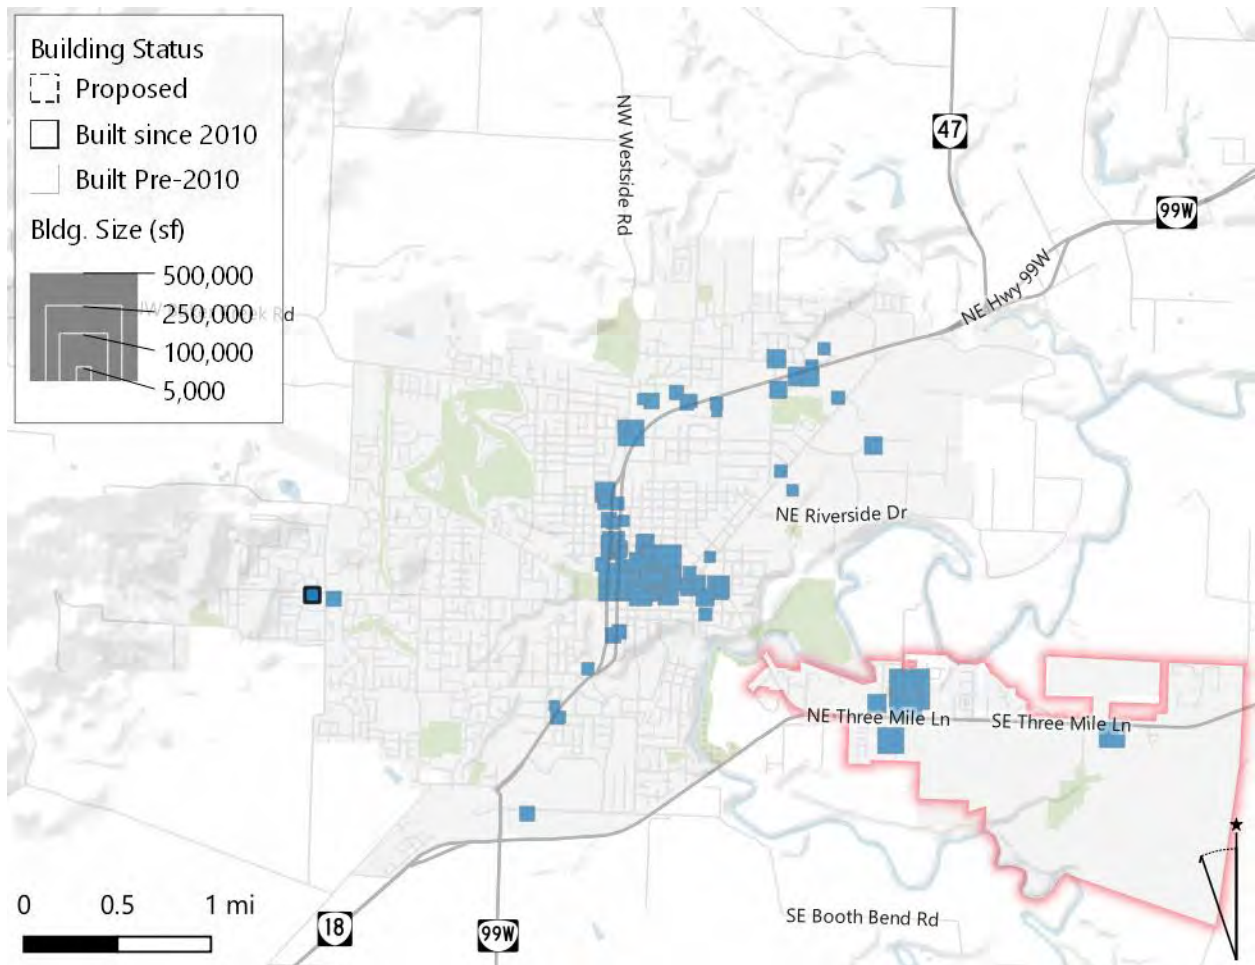 Building Status
Proposed
Built since 2010
Built Pre-2010
Bldg. Size (sf)
500,000
250,000
100,000
5,000
NW Westside Rd
47
99W
NE Hwy 99W
Rd
NE Riverside Dr
NE Three Mile Ln
SE Three Mile Ln
0 0.5 1 mi
18
99W
SE Booth Bend Rd